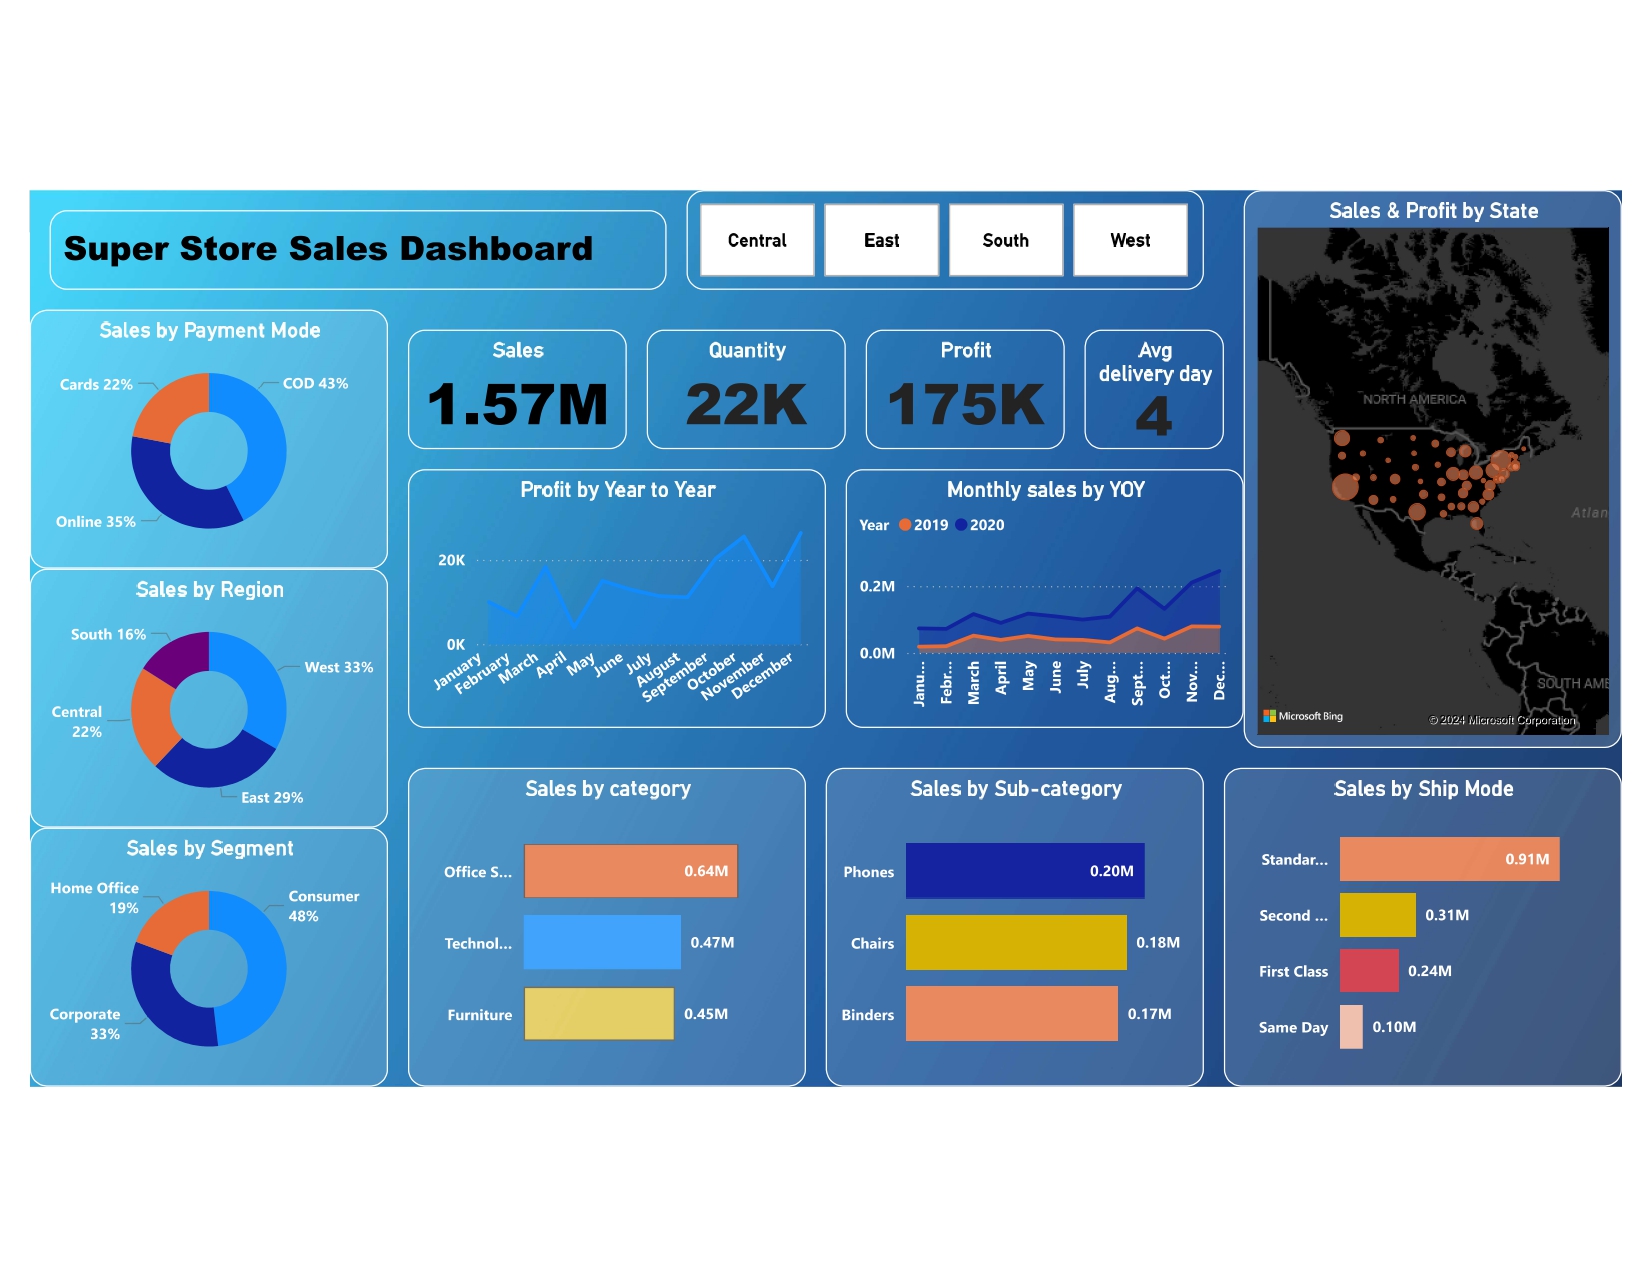 Super Store Sales Dashboard
Central
East
South
West
Sales & Profit by State
NORTH AMERICA
Atlan
SOUTH AME
Microsoft Bing
© 2024 Microsoft Corporation
Sales by Payment Mode
Cards 22%
COD 43%
Online 35%
Sales
1.57M
Quantity
22K
Profit
175K
Avg
delivery day
4
Sales by Region
South 16%
West 33%
Central
22%
East 29%
Profit by Year to Year
20K
0K
January
February
March
April
May
June
July
August
September
October
November
December
Monthly sales by YOY
Year 2019 2020
0.2M
0.0M
Janu...
Febr...
March
April
May
June
July
Aug...
Sept...
Oct...
Nov...
Dec...
Sales by Segment
Home Office
19%
Consumer
48%
Corporate
33%
Sales by category
Office S... 0.64M
Technol... 0.47M
Furniture 0.45M
Sales by Sub-category
Phones 0.20M
Chairs 0.18M
Binders 0.17M
Sales by Ship Mode
Standar... 0.91M
Second ... 0.31M
First Class 0.24M
Same Day 0.10M